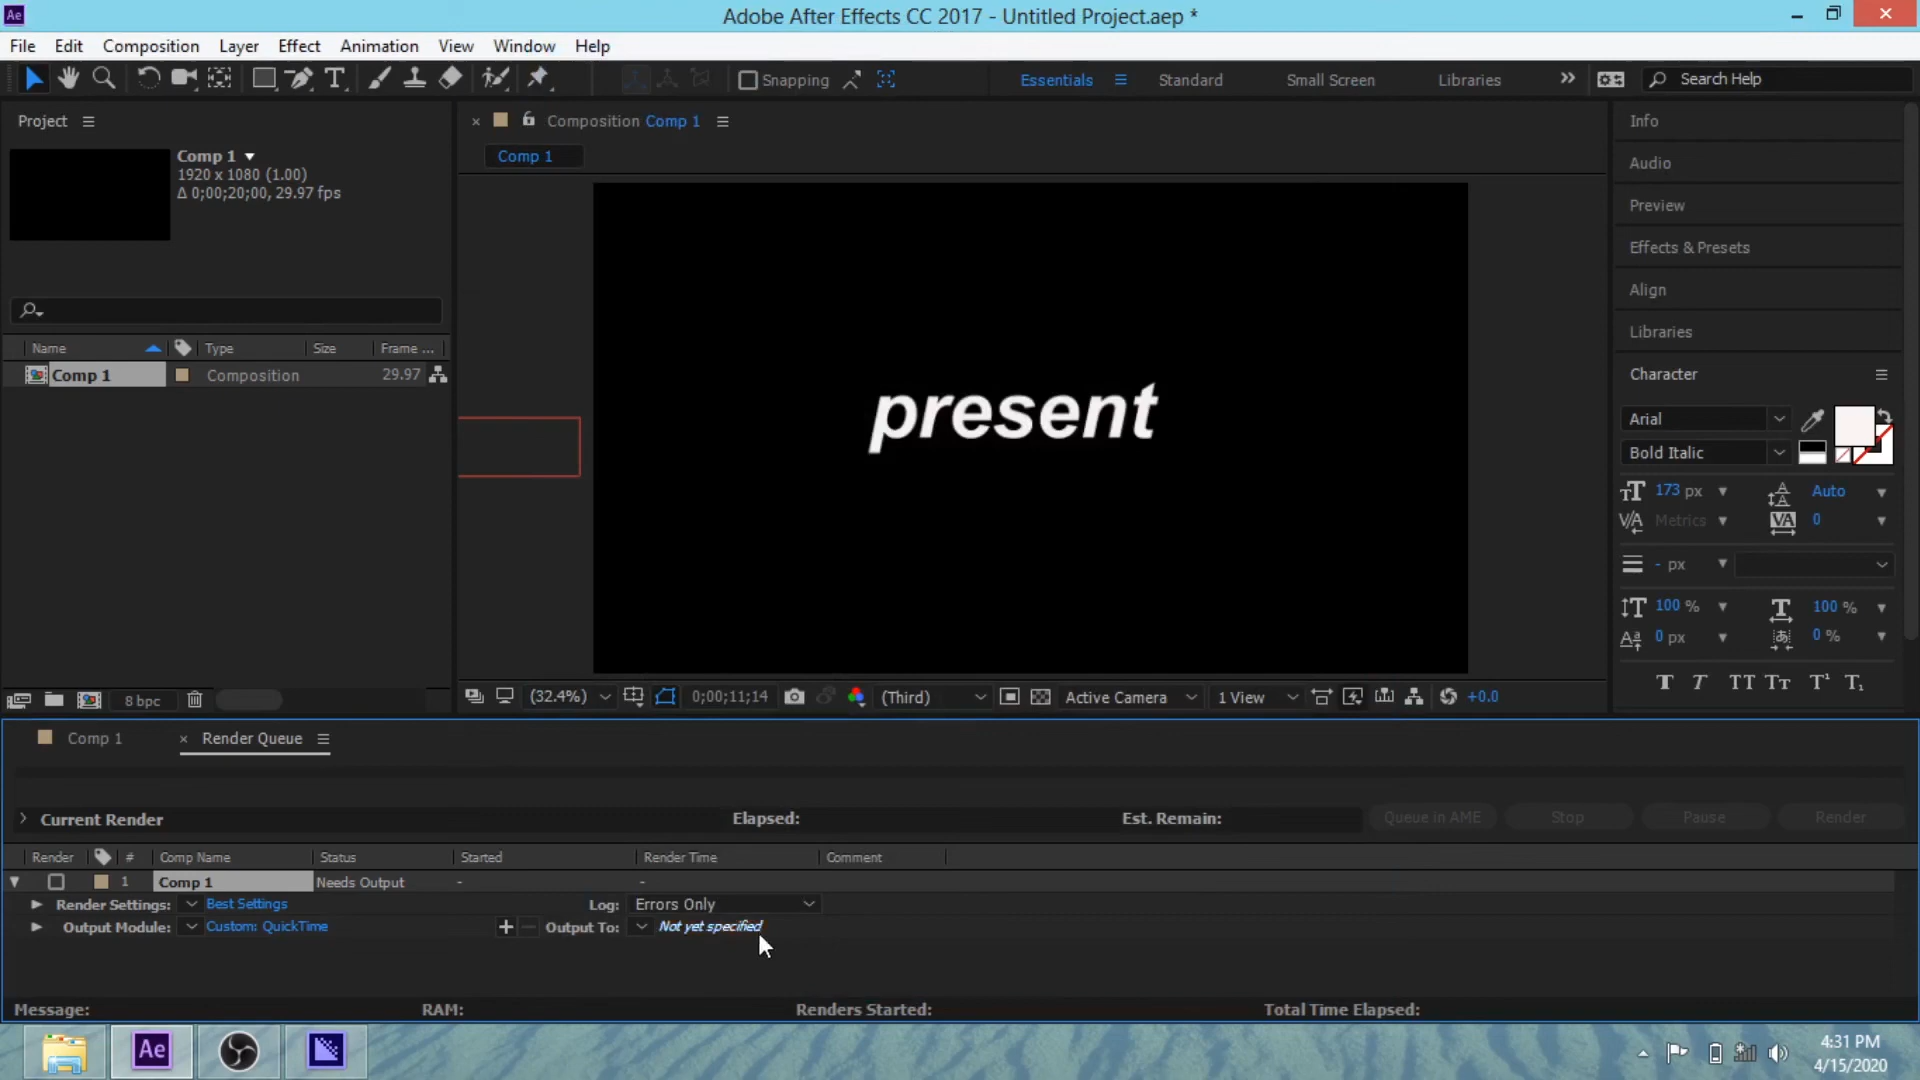 Ae Adobe After Effects CC 2017 - Untitled Project.aep *
File Edit Composition Layer Effect Animation View Window Help
Snapping Essentials Standard Small Screen Libraries Search Help
Project
Composition Comp 1
Comp 1
1920 x 1080 (1.00)
Δ 0;00;20;00, 29.97 fps
Comp 1
Name Type Size Frame ...
Comp 1 Composition 29.97
present
Info
Audio
Preview
Effects & Presets
Align
Libraries
Character
Arial
Bold Italic
173 px Auto
Metrics 0
- px
100 % 100 %
0 px 0 %
T T TT Tt T¹ T₁
8 bpc
(32.4%) 0;00;11;14 (Third) Active Camera 1 View +0.0
Comp 1 Render Queue
Current Render Elapsed: Est. Remain: Queue in AME Stop Pause Render
Render # Comp Name Status Started Render Time Comment
1 Comp 1 Needs Output - -
Render Settings: Best Settings Log: Errors Only
Output Module: Custom: QuickTime Output To: Not yet specified
Message: RAM: Renders Started: Total Time Elapsed:
Ae
4:31 PM
4/15/2020